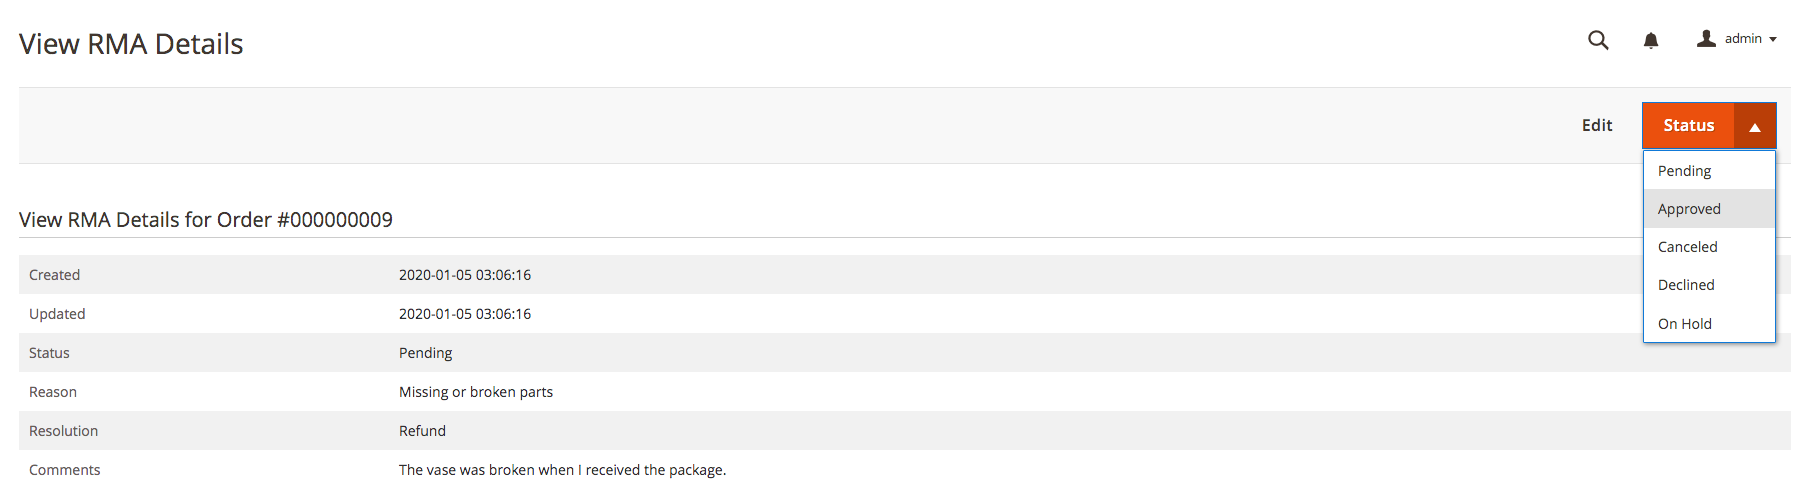 View RMA Details
admin
Edit
Status
Pending
Approved
Canceled
Declined
On Hold
View RMA Details for Order #000000009
Created 2020-01-05 03:06:16
Updated 2020-01-05 03:06:16
Status Pending
Reason Missing or broken parts
Resolution Refund
Comments The vase was broken when I received the package.